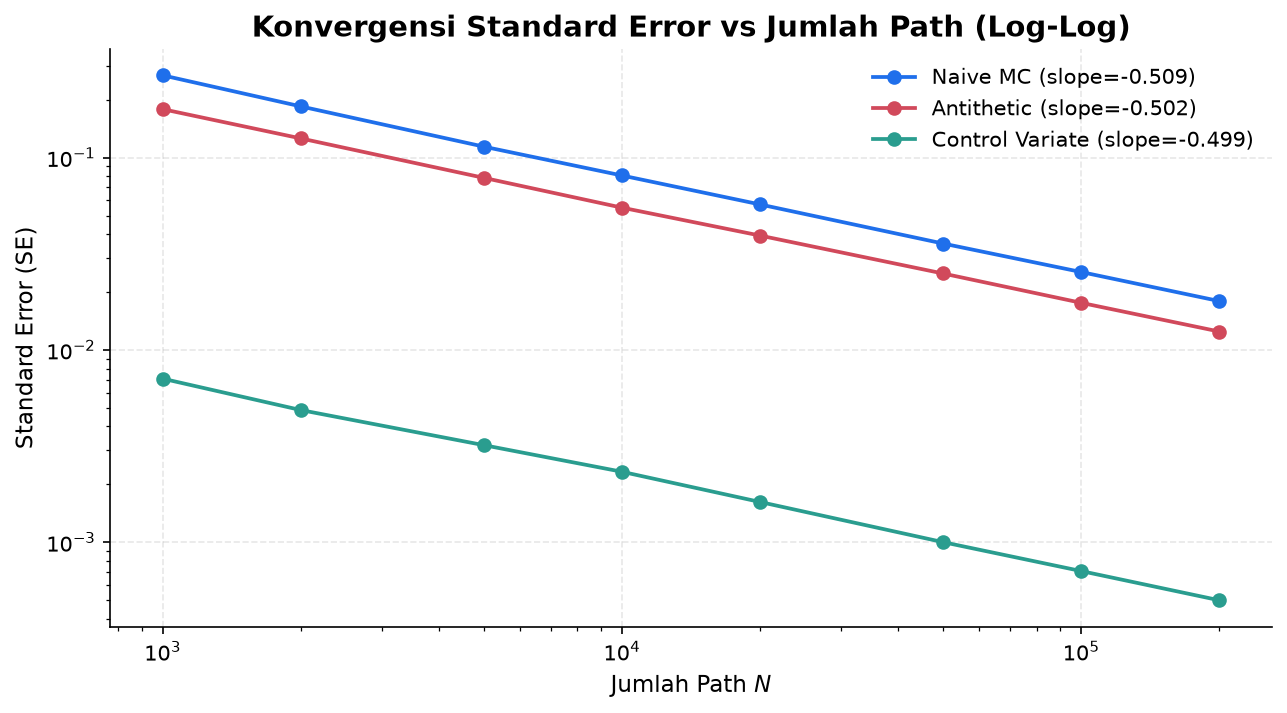 Konvergensi Standard Error vs Jumlah Path (Log-Log)
Naive MC (slope=-0.509)
Antithetic (slope=-0.502)
Control Variate (slope=-0.499)
Standard Error (SE)
10⁻¹
10⁻²
10⁻³
10³ 10⁴ 10⁵
Jumlah Path N